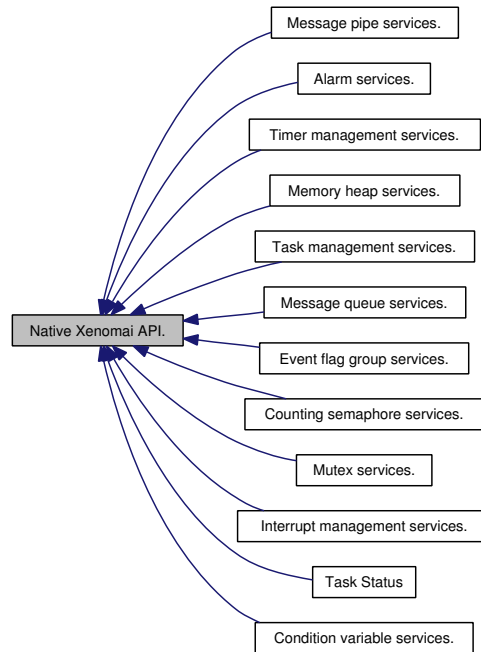 Message pipe services.
Alarm services.
Timer management services.
Memory heap services.
Task management services.
Message queue services.
Native Xenomai API.
Event flag group services.
Counting semaphore services.
Mutex services.
Interrupt management services.
Task Status
Condition variable services.